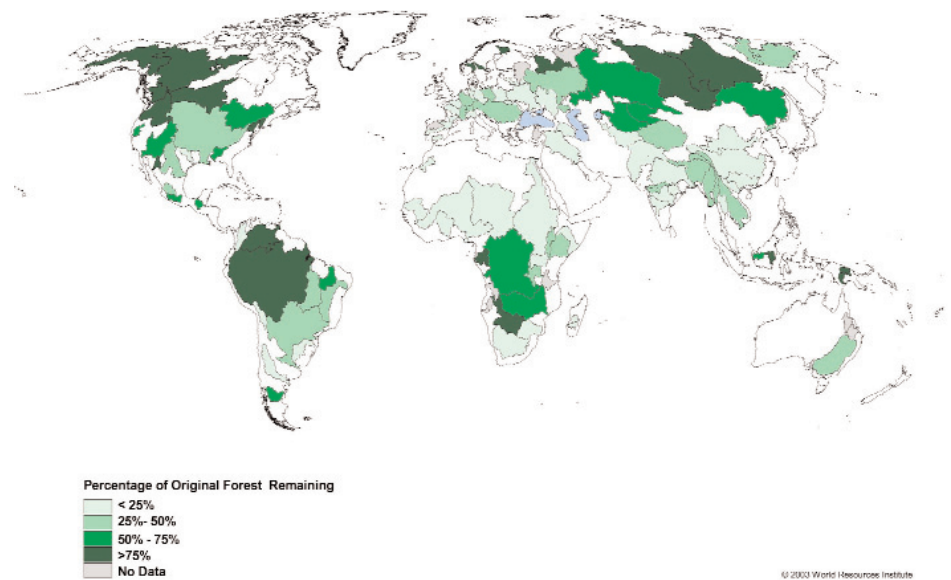 Percentage of Original Forest Remaining
< 25%
25%- 50%
50% - 75%
>75%
No Data
© 2003 World Resources Institute